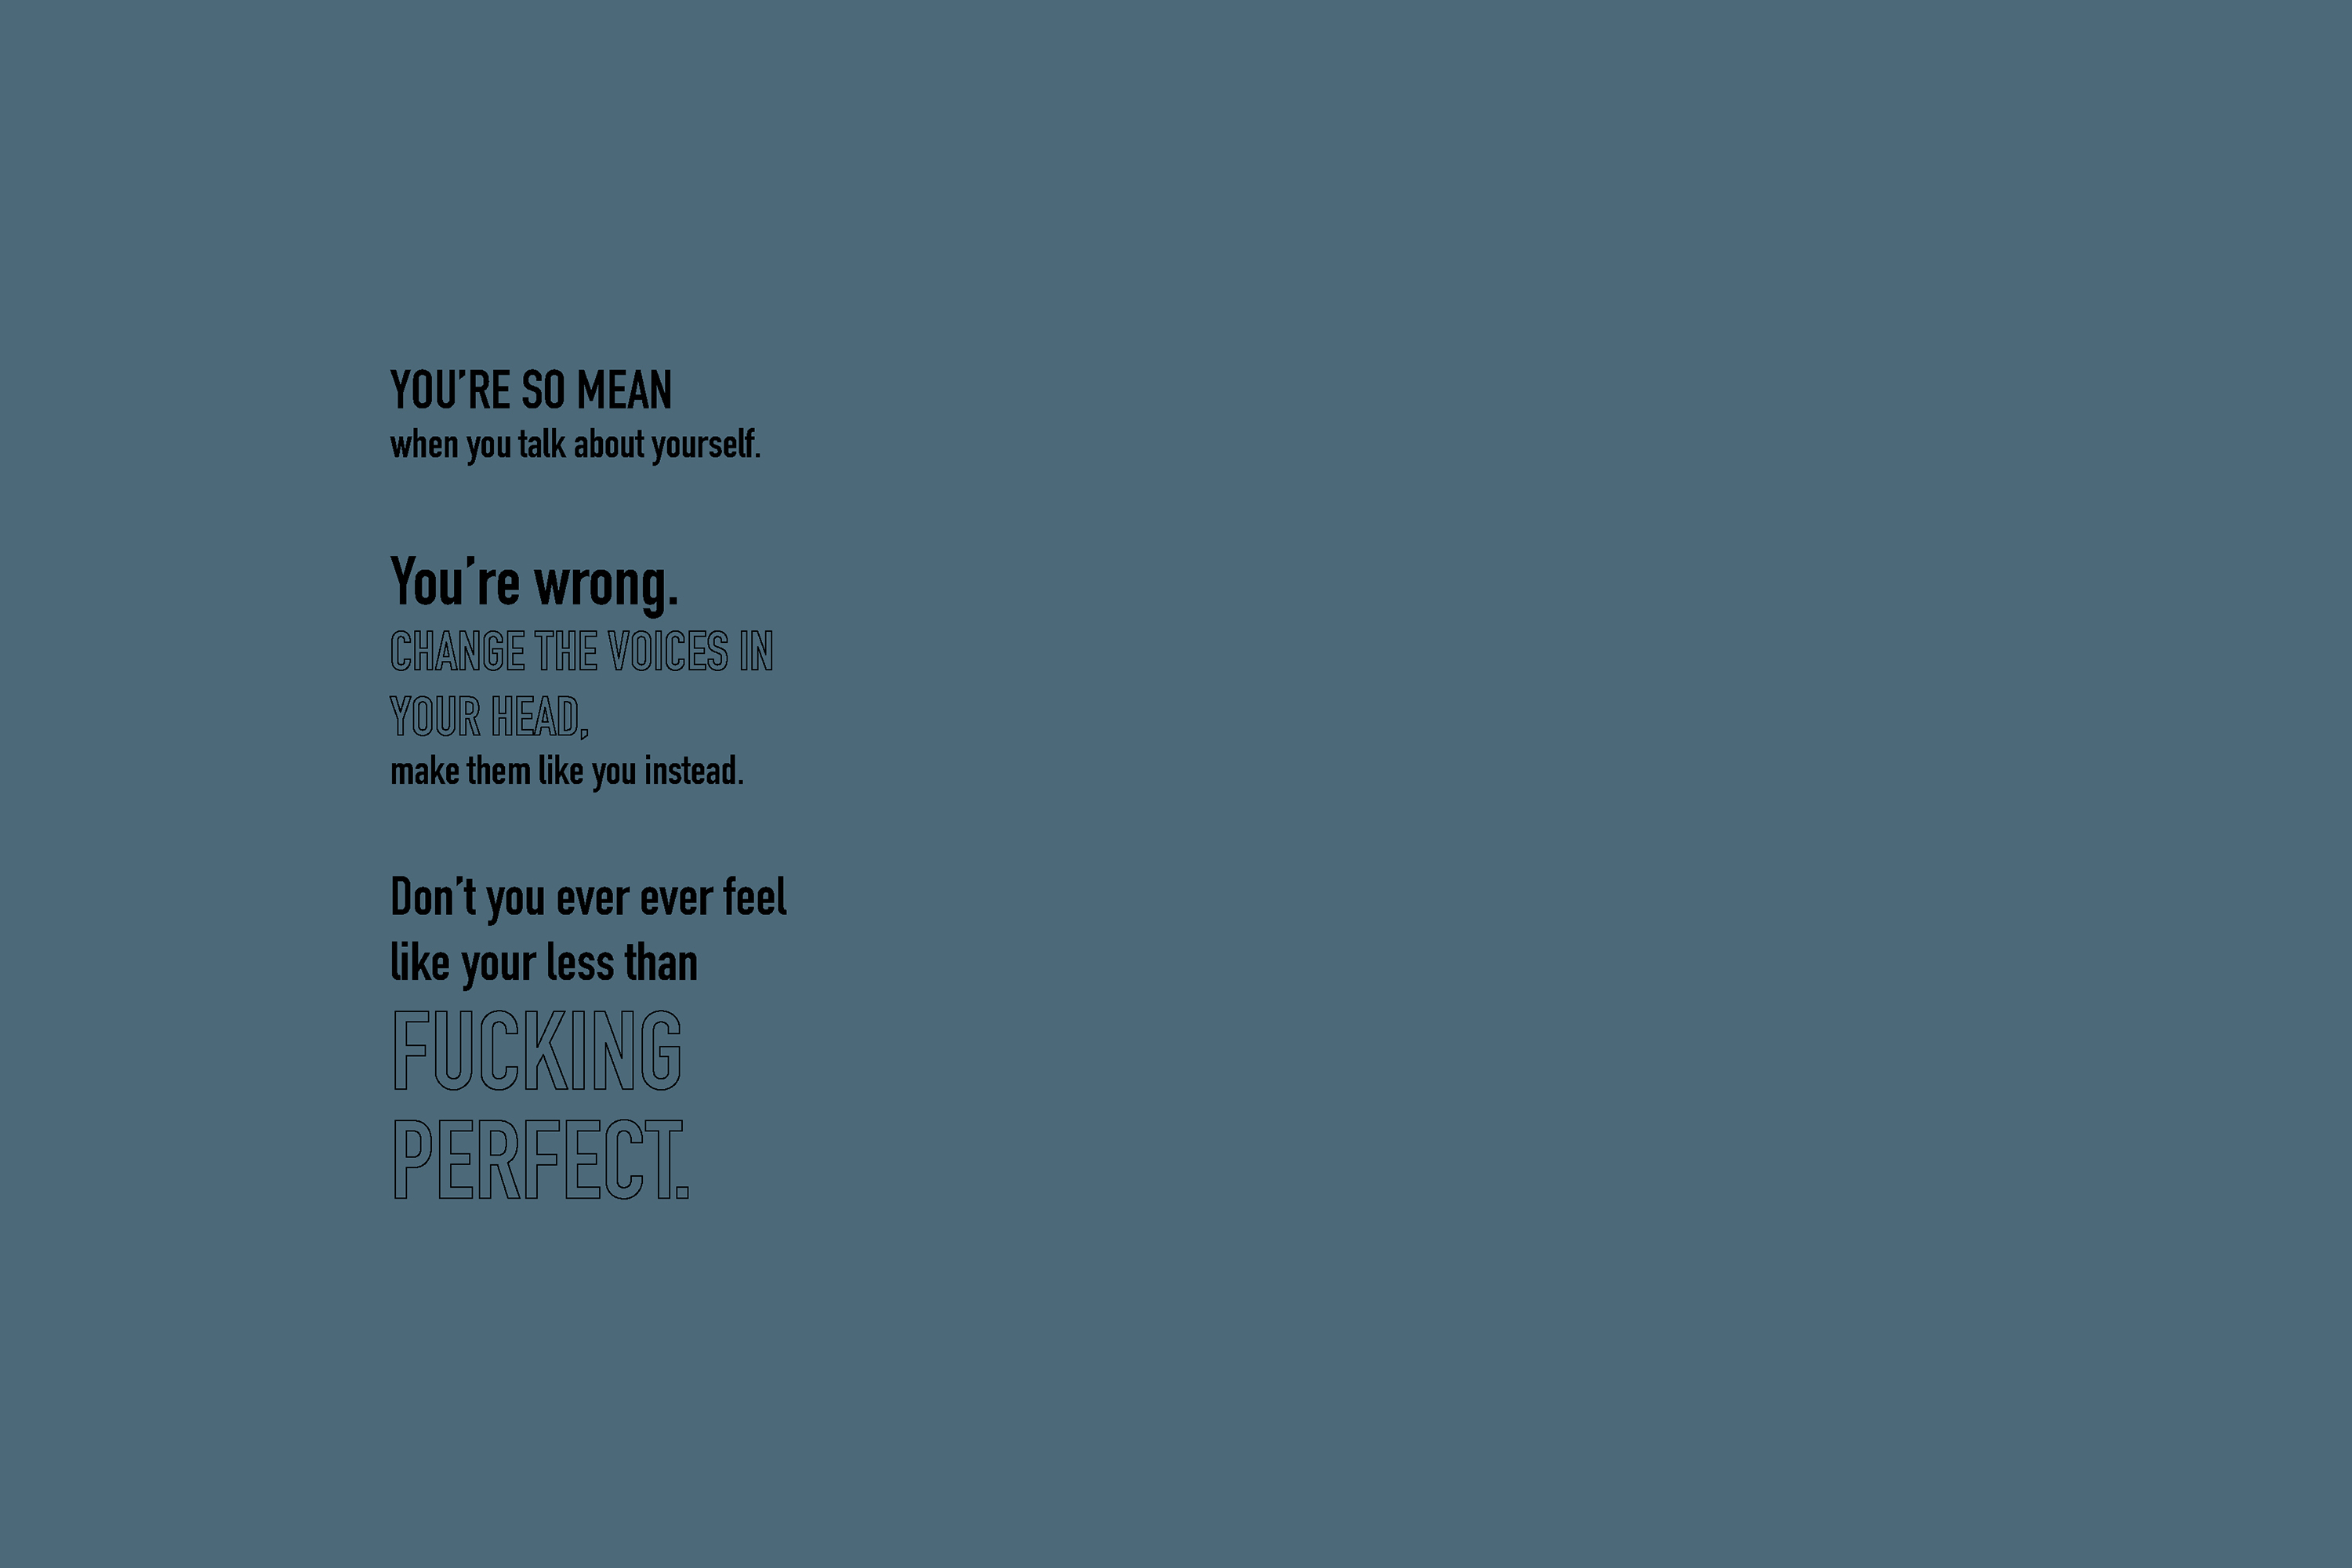 YOU'RE SO MEAN
when you talk about yourself.
You're wrong.
CHANGE THE VOICES IN
YOUR HEAD,
make them like you instead.
Don't you ever ever feel
like your less than
FUCKING
PERFECT.